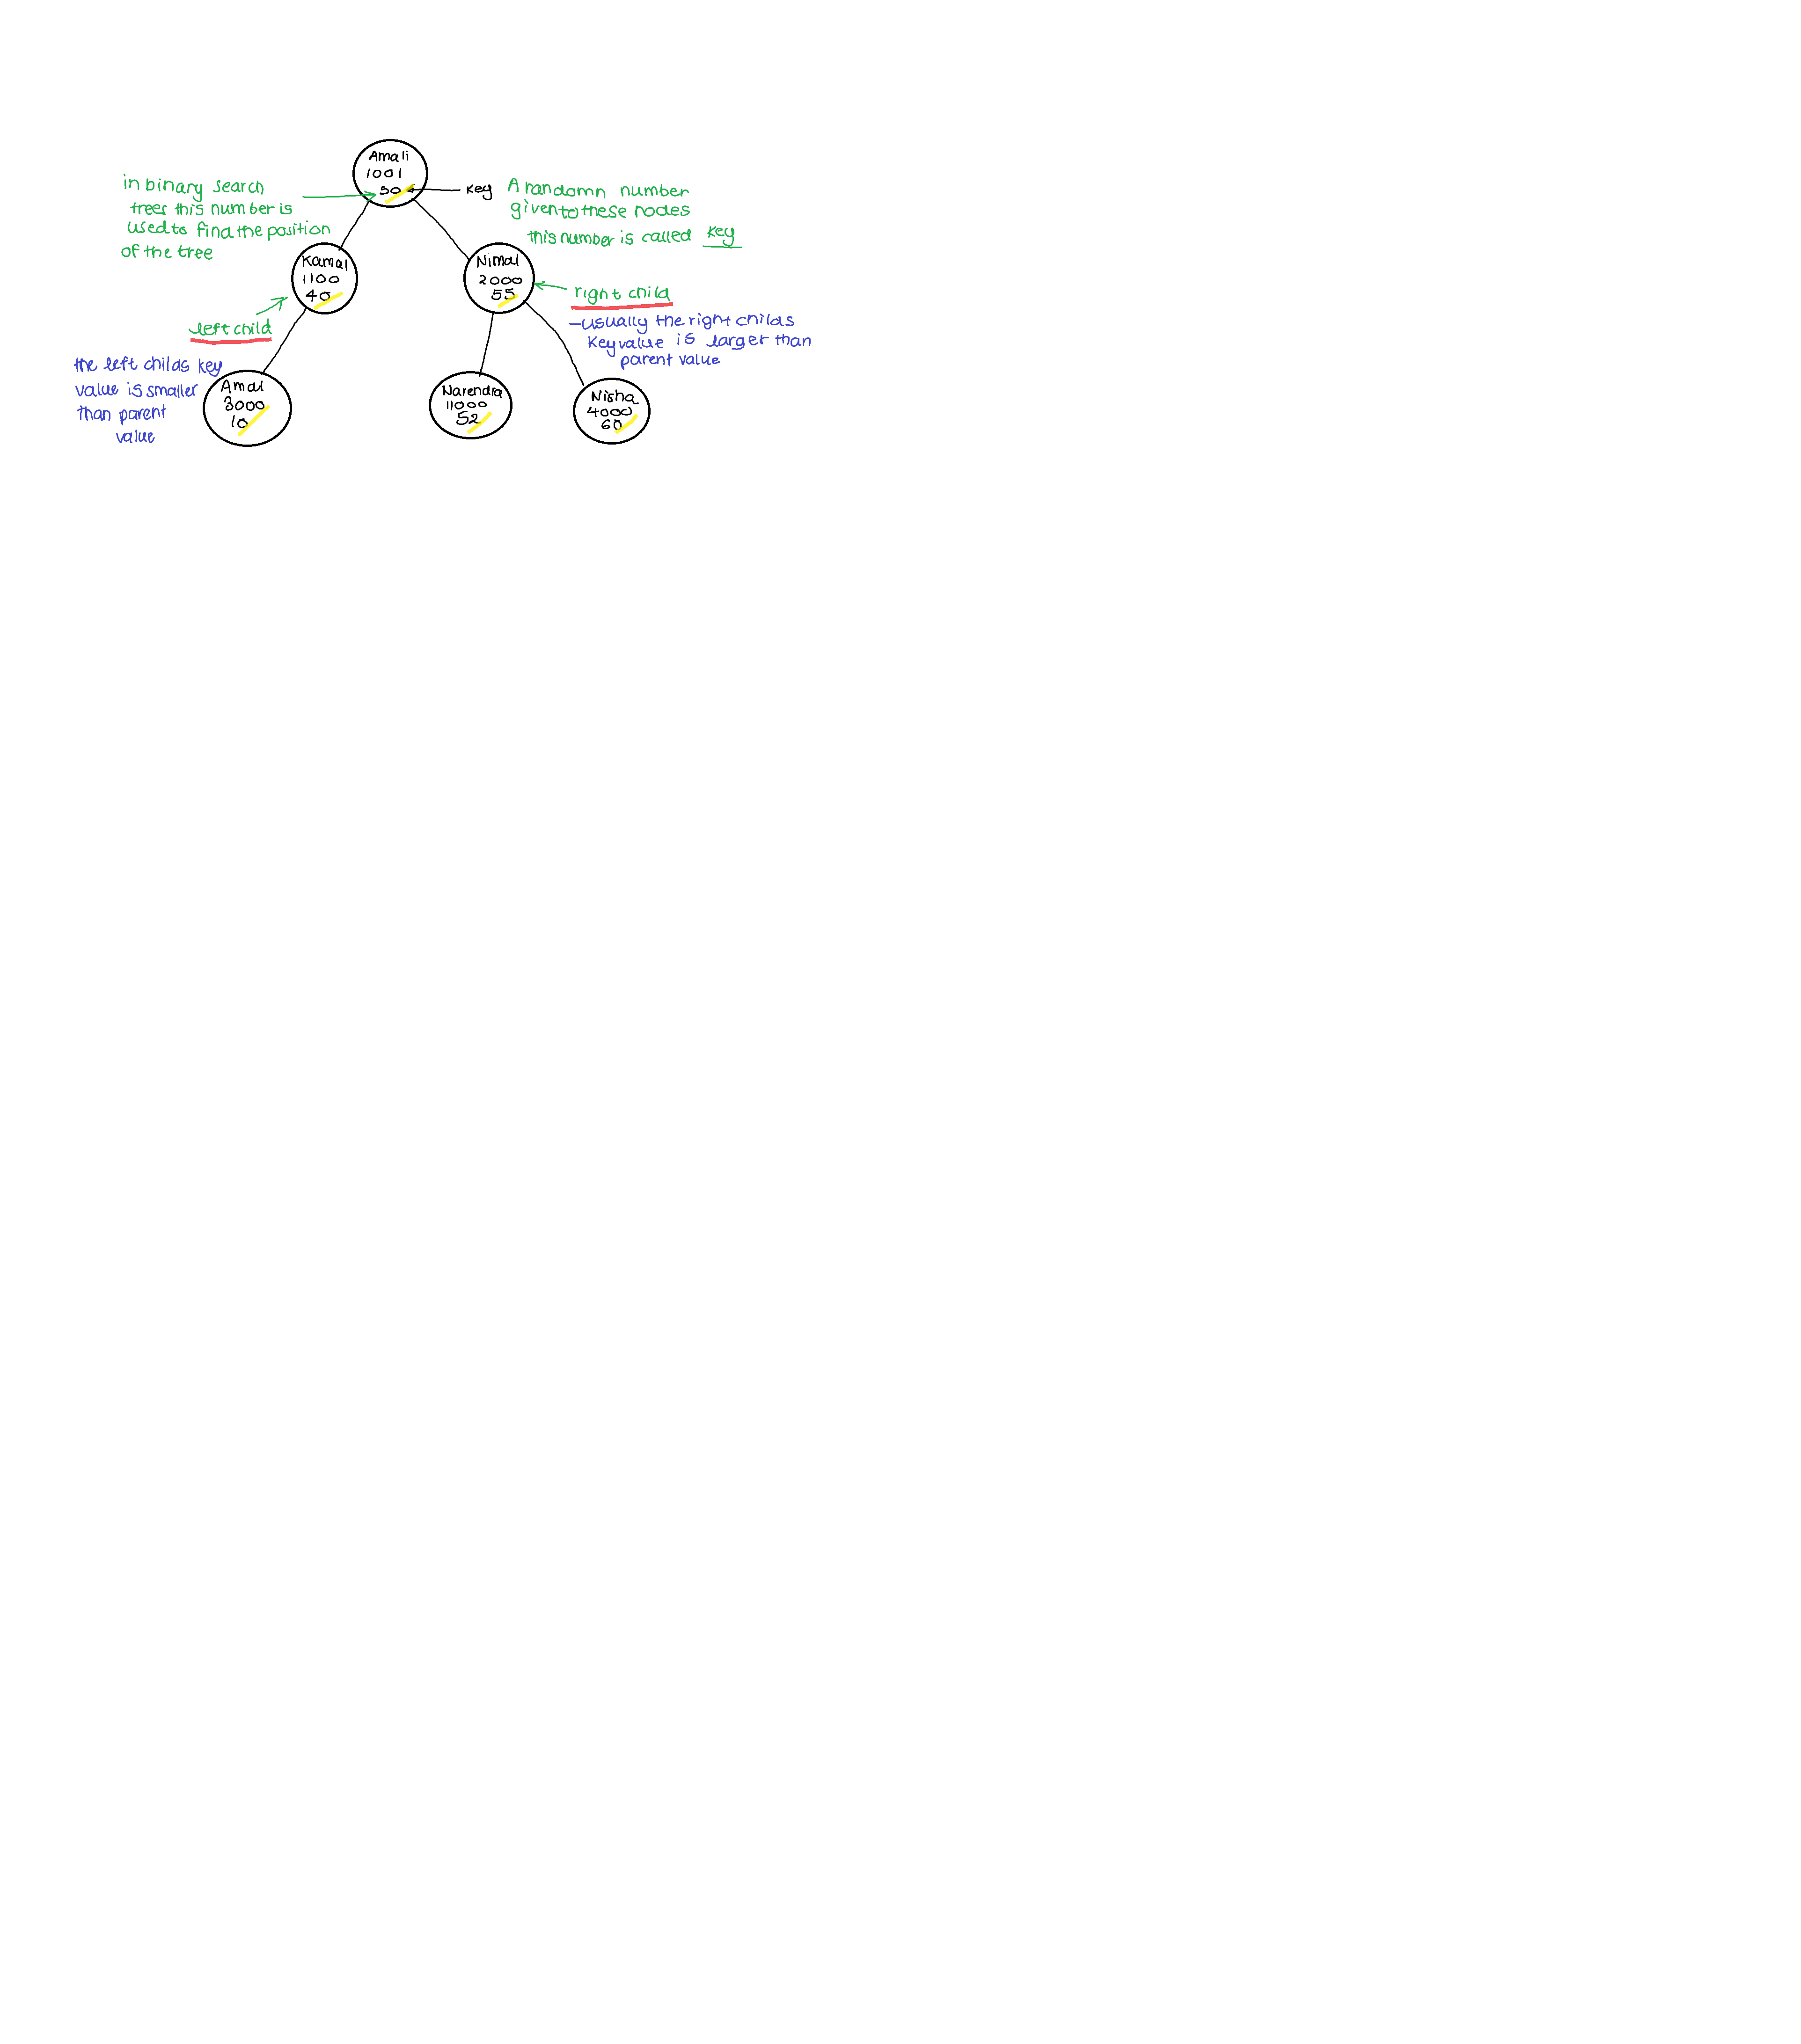 Amali
1001
50
in binary search
trees this number is
used to find the position
of the tree
key
A randomn number
given to these nodes
this number is called key
Kamal
1100
40
Nimal
2000
55
left child
right child
-usually the right childs
key value is larger than
parent value
the left childs key
value is smaller
than parent
value
Amal
3000
10
Narendra
11000
52
Nisha
4000
60